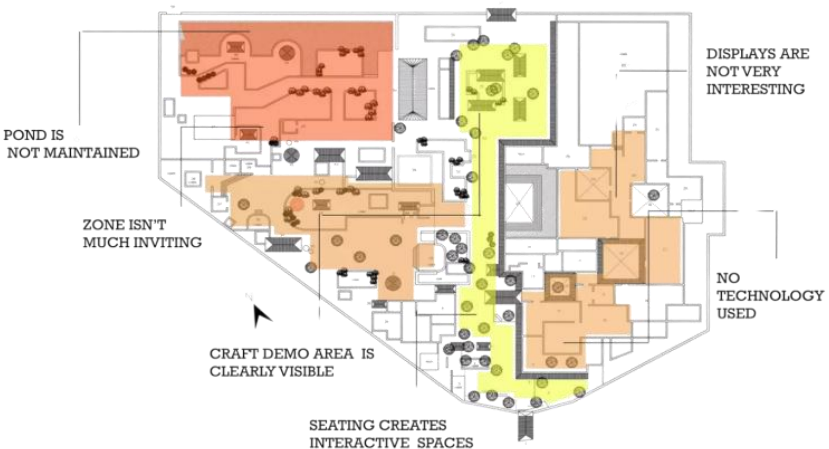 DISPLAYS ARE
NOT VERY
INTERESTING
POND IS
NOT MAINTAINED
ZONE ISN'T
MUCH INVITING
NO
TECHNOLOGY
USED
CRAFT DEMO AREA IS
CLEARLY VISIBLE
SEATING CREATES
INTERACTIVE SPACES